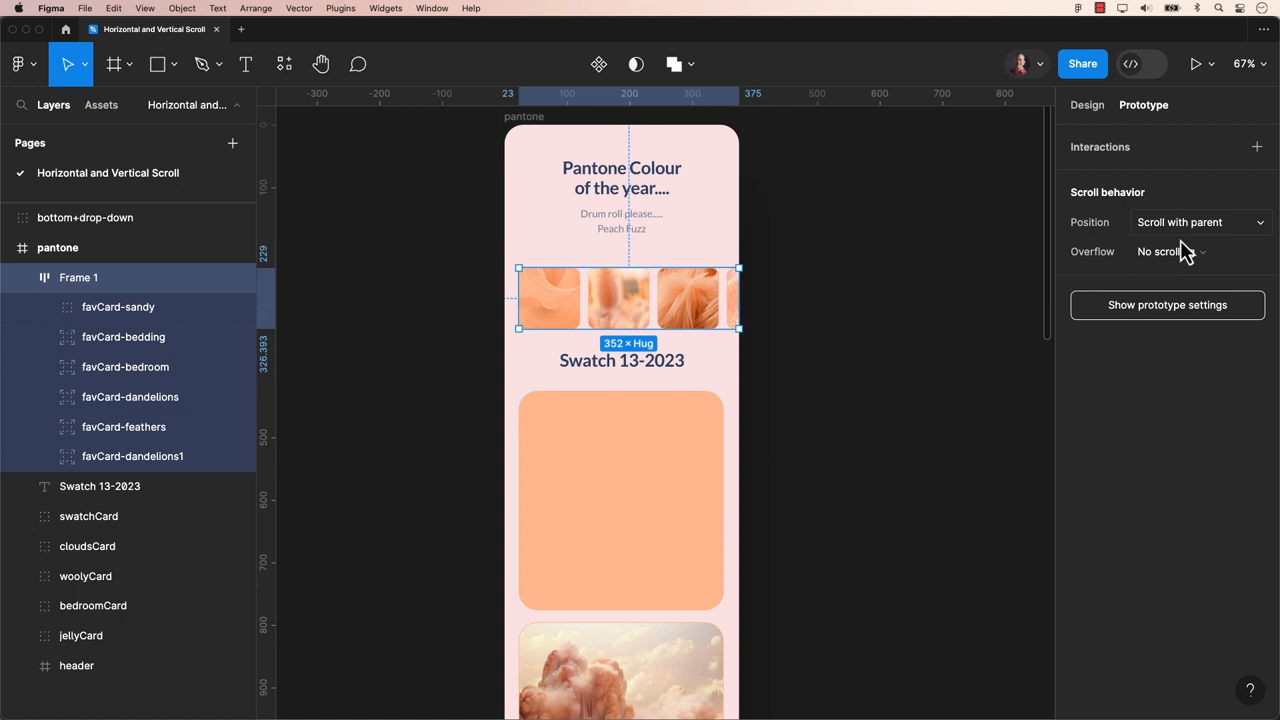 Figma File Edit View Object Text Arrange Vector Plugins Widgets Window Help
Horizontal and Vertical Scroll
Share
67%
Layers Assets Horizontal and...
Pages
Horizontal and Vertical Scroll
bottom+drop-down
pantone
Frame 1
favCard-sandy
favCard-bedding
favCard-bedroom
favCard-dandelions
favCard-feathers
favCard-dandelions1
Swatch 13-2023
swatchCard
cloudsCard
woolyCard
bedroomCard
jellyCard
header
-300 -200 -100 23 100 200 300 375 500 600 700 800
0
100
229
326.393
500
600
700
800
900
pantone
Pantone Colour
of the year....
Drum roll please.....
Peach Fuzz
352 × Hug
Swatch 13-2023
Design Prototype
Interactions
Scroll behavior
Position Scroll with parent
Overflow No scroll
Show prototype settings
?